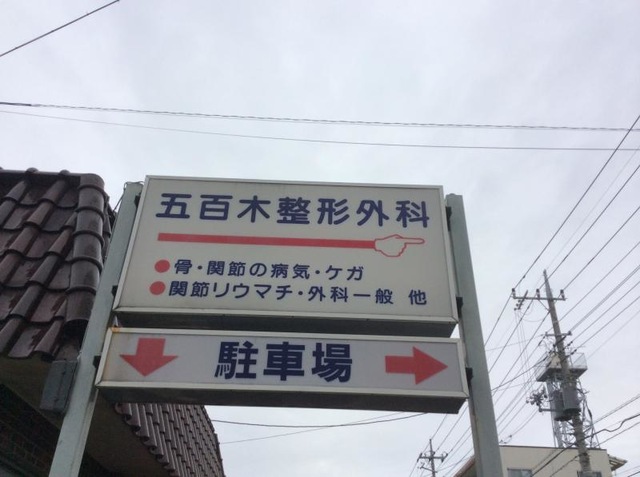 五百木整形外科
●骨・関節の病気・ケガ
●関節リウマチ・外科一般 他
駐車場